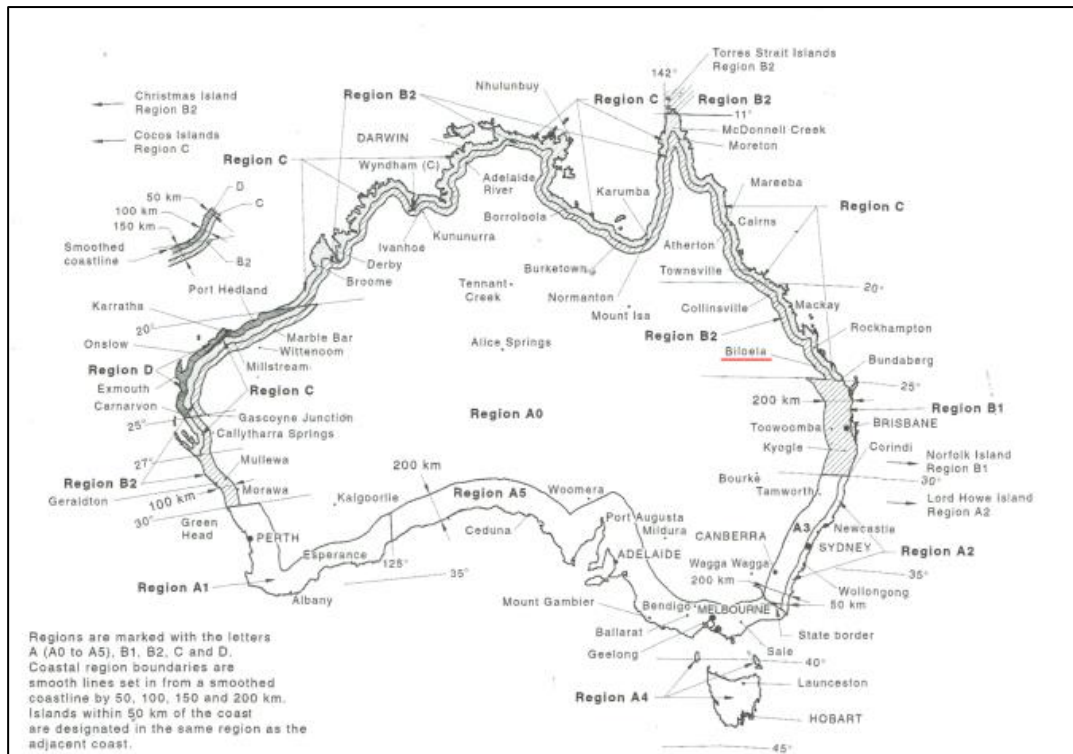 Torres Strait Islands
Region B2
142°
11°
Christmas Island
Region B2
Cocos Islands
Region C
Region B2
Nhulunbuy
Region C
Region B2
McDonnell Creek
Moreton
DARWIN
Wyndham (C)
Region C
Adelaide
River
Karumba
Mareeba
Region C
50 km
D
C
100 km
150 km
Smoothed
coastline
B2
Borroloola
Cairns
Ivanhoe
Kununurra
Atherton
Derby
Broome
Burketown
Townsville
Port Hedland
Tennant
Creek
Normanton
Collinsville
20°
Karratha
20°
Mount Isa
Mackay
Marble Bar
Wittenoom
Region B2
Rockhampton
Onslow
Millstream
Alice Springs
Biloela
Bundaberg
Region D
Exmouth
Region C
25°
Carnarvon
25°
Gascoyne Junction
Callytharra Springs
Region A0
200 km
Region B1
Toowoomba
BRISBANE
Kyogle
Corindi
27°
Mullewa
Norfolk Island
Region B1
Region B2
Geraldton
100 km
Morawa
200 km
Region A5
Woomera
Bourke
Tamworth
30°
Lord Howe Island
Region A2
30°
Green
Head
Kalgoorlie
Port Augusta
Mildura
PERTH
Ceduna
CANBERRA
A3
Newcastle
SYDNEY
Region A2
Esperance
125°
ADELAIDE
Wagga Wagga
35°
Region A1
35°
200 km
Wollongong
Albany
Mount Gambier
Bendigo
MELBOURNE
50 km
Ballarat
State border
Geelong
Sale
40°
Region A4
Launceston
HOBART
45°
Regions are marked with the letters
A (A0 to A5), B1, B2, C and D.
Coastal region boundaries are
smooth lines set in from a smoothed
coastline by 50, 100, 150 and 200 km.
Islands within 50 km of the coast
are designated in the same region as the
adjacent coast.